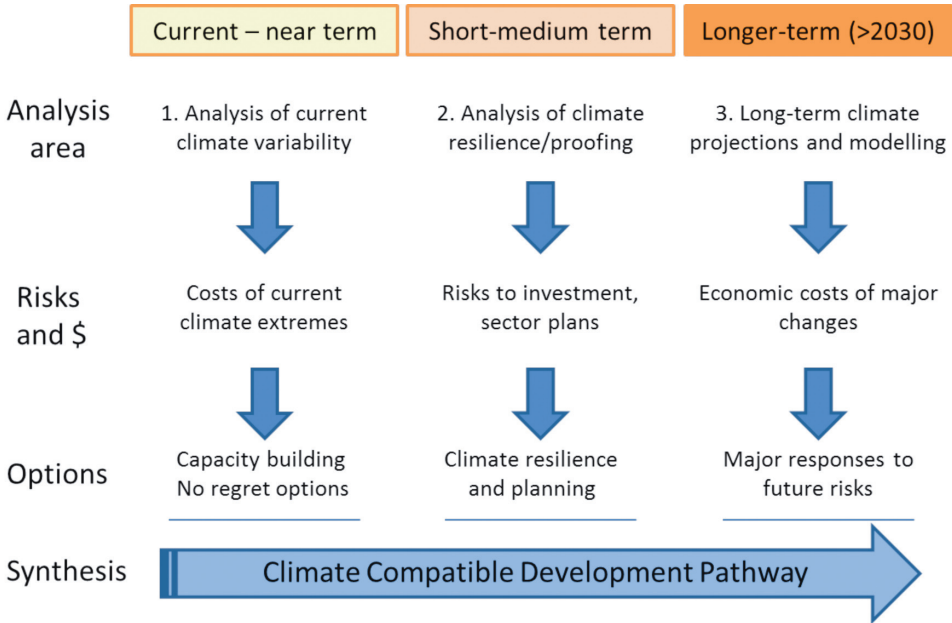 Current – near term
Short-medium term
Longer-term (>2030)
Analysis
area
1. Analysis of current
climate variability
2. Analysis of climate
resilience/proofing
3. Long-term climate
projections and modelling
Risks
and $
Costs of current
climate extremes
Risks to investment,
sector plans
Economic costs of major
changes
Options
Capacity building
No regret options
Climate resilience
and planning
Major responses to
future risks
Synthesis
Climate Compatible Development Pathway